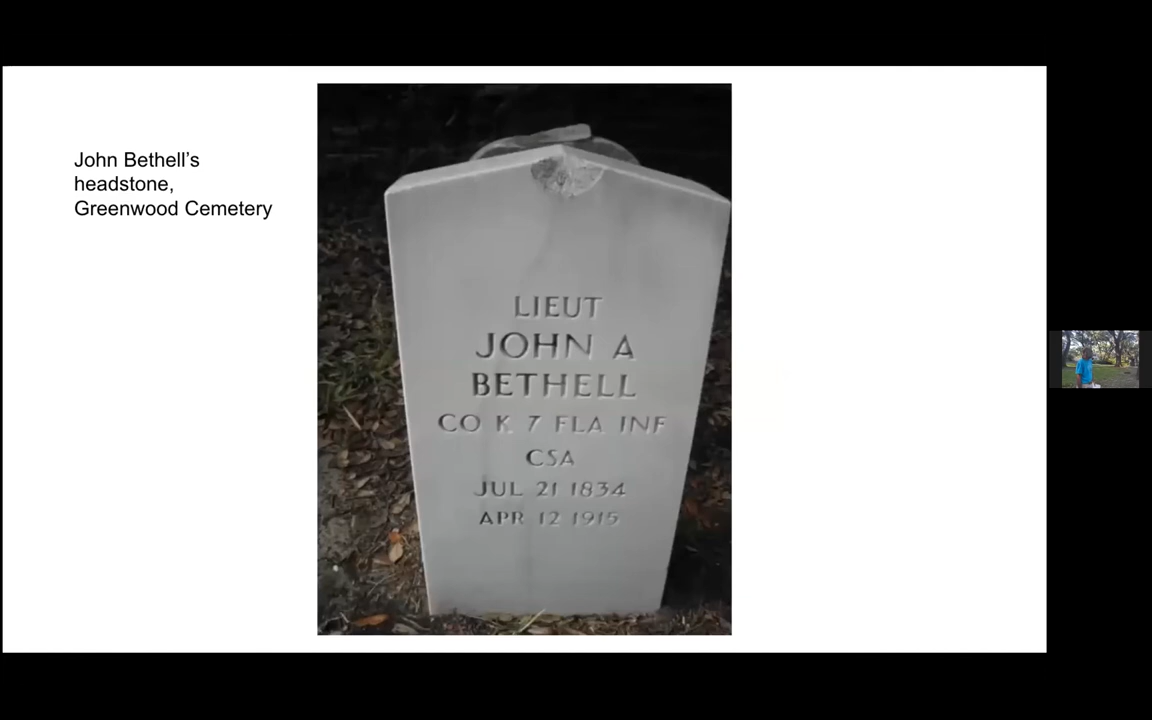 John Bethell's
headstone,
Greenwood Cemetery
LIEUT
JOHN A
BETHELL
CO K 7 FLA INF
CSA
JUL 21 1834
APR 12 1915